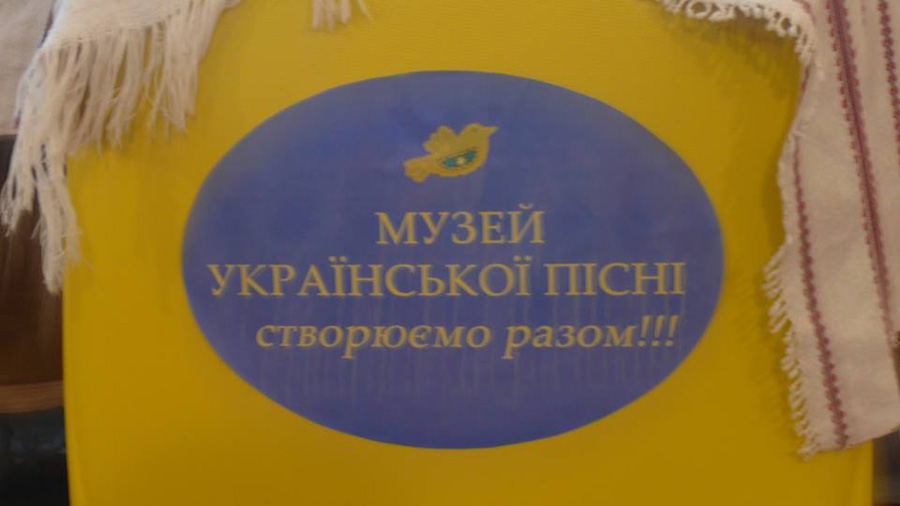 МУЗЕЙ
УКРАЇНСЬКОЇ ПІСНІ
створюємо разом!!!